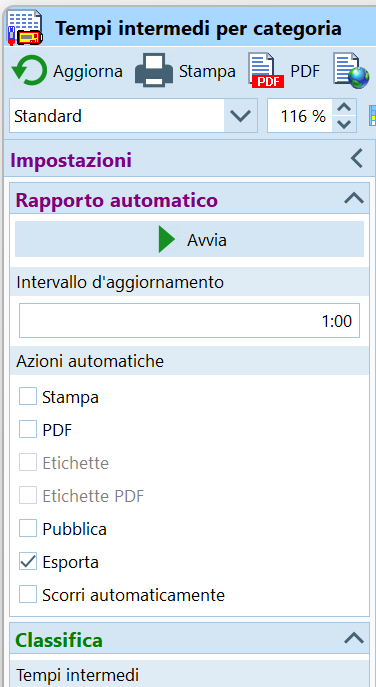 Tempi intermedi per categoria
Aggiorna Stampa PDF PDF
Standard 116 %
Impostazioni
Rapporto automatico
Avvia
Intervallo d'aggiornamento
1:00
Azioni automatiche
Stampa
PDF
Etichette
Etichette PDF
Pubblica
Esporta
Scorri automaticamente
Classifica
Tempi intermedi